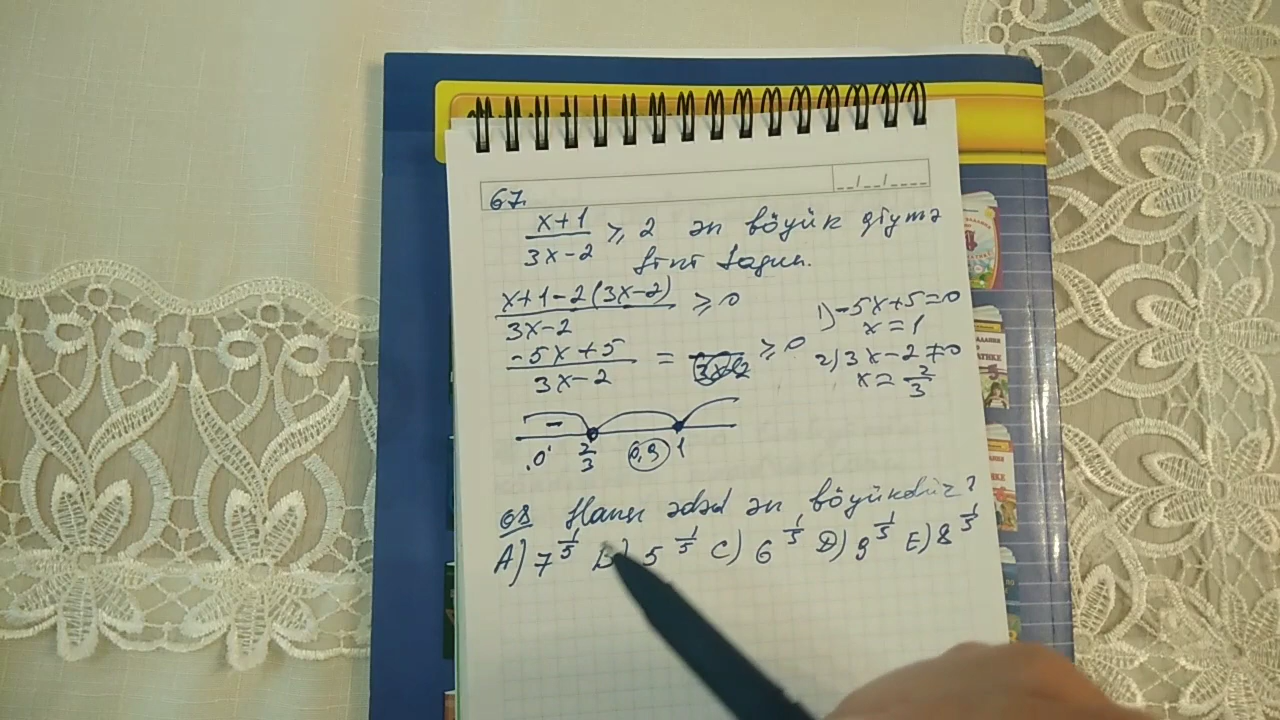 67.
x+1/3x-2 ≥ 2 ən böyük qiymə
x+1-2(3x-2)/3x-2 ≥ 0
1) -5x+5=0
x=1
-5x+5/3x-2 = ≥ 0
2) 3x-2≠0
x=2/3
-
0 2/3 0,9 1
68 Hansı ədəd ən böyükdür?
A) 7^1/5 B) 5^1/5 C) 6^1/5 D) 9^1/5 E) 8^1/5